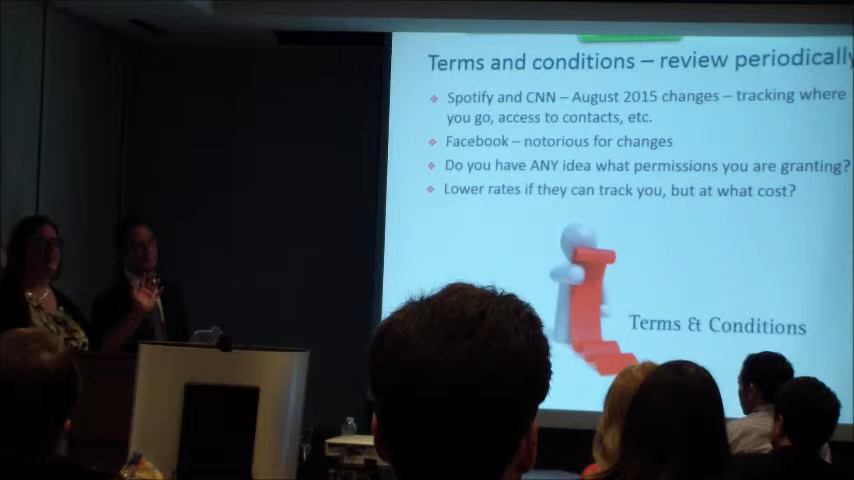 Terms and conditions – review periodically
Spotify and CNN – August 2015 changes – tracking where
you go, access to contacts, etc.
Facebook – notorious for changes
Do you have ANY idea what permissions you are granting?
Lower rates if they can track you, but at what cost?
Terms & Conditions